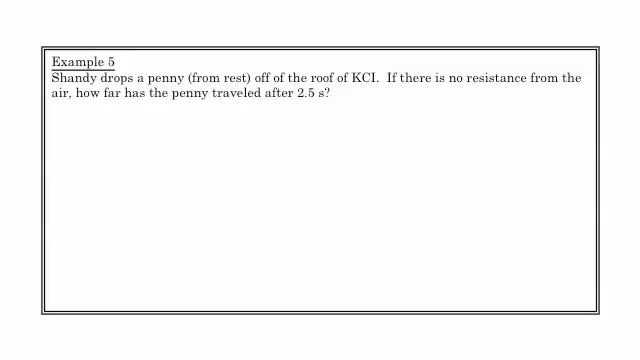 Example 5
Shandy drops a penny (from rest) off of the roof of KCI.  If there is no resistance from the
air, how far has the penny traveled after 2.5 s?